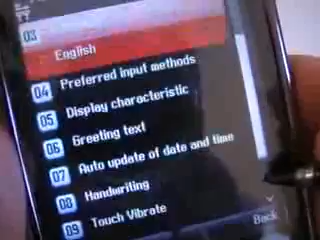 03
English
04 Preferred input methods
05 Display characteristic
06 Greeting text
07 Auto update of date and time
08 Handwriting
09 Touch Vibrate
Back